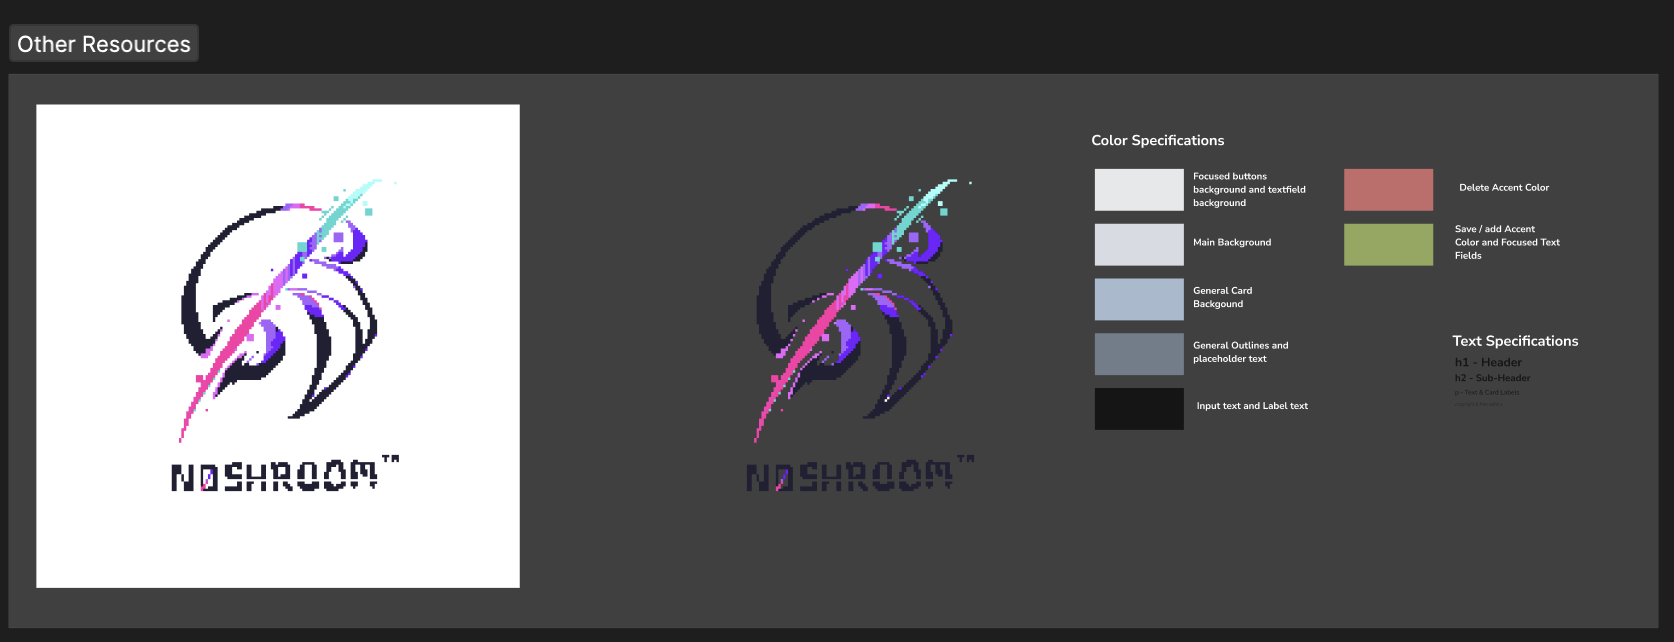 Other Resources
NOSHROOM™
NOSHROOM™
Color Specifications
Focused buttons
background and textfield
background
Main Background
General Card
Backgound
General Outlines and
placeholder text
Input text and Label text
Delete Accent Color
Save / add Accent
Color and Focused Text
Fields
Text Specifications
h1 - Header
h2 - Sub-Header
p - Text & Card Labels